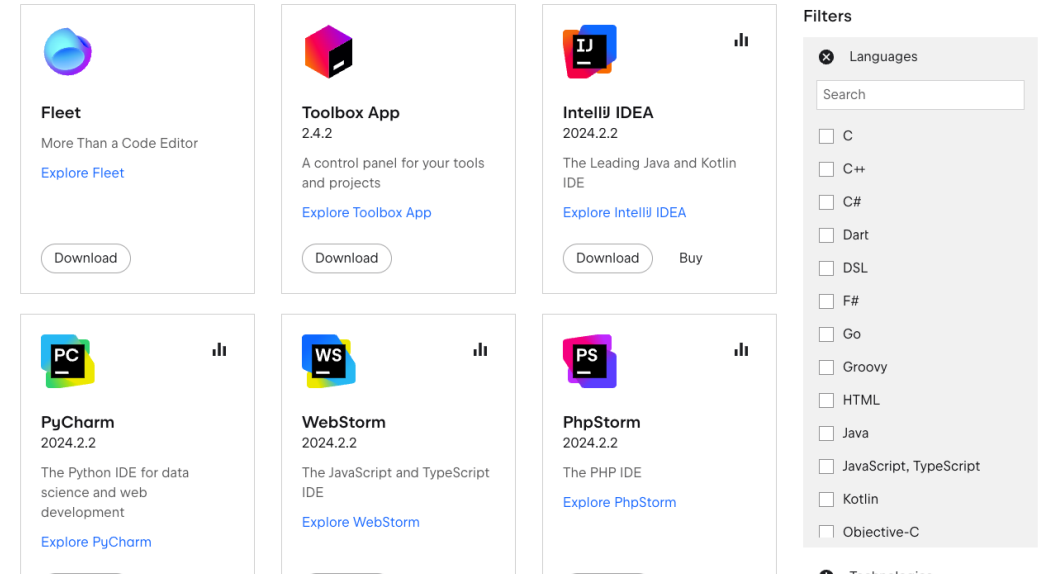 Fleet
More Than a Code Editor
Explore Fleet
Download
Toolbox App
2.4.2
A control panel for your tools
and projects
Explore Toolbox App
Download
IJ
IntelliJ IDEA
2024.2.2
The Leading Java and Kotlin
IDE
Explore IntelliJ IDEA
Download Buy
PC
PyCharm
2024.2.2
The Python IDE for data
science and web
development
Explore PyCharm
WS
WebStorm
2024.2.2
The JavaScript and TypeScript
IDE
Explore WebStorm
PS
PhpStorm
2024.2.2
The PHP IDE
Explore PhpStorm
Filters
Languages
Search
C
C++
C#
Dart
DSL
F#
Go
Groovy
HTML
Java
JavaScript, TypeScript
Kotlin
Objective-C